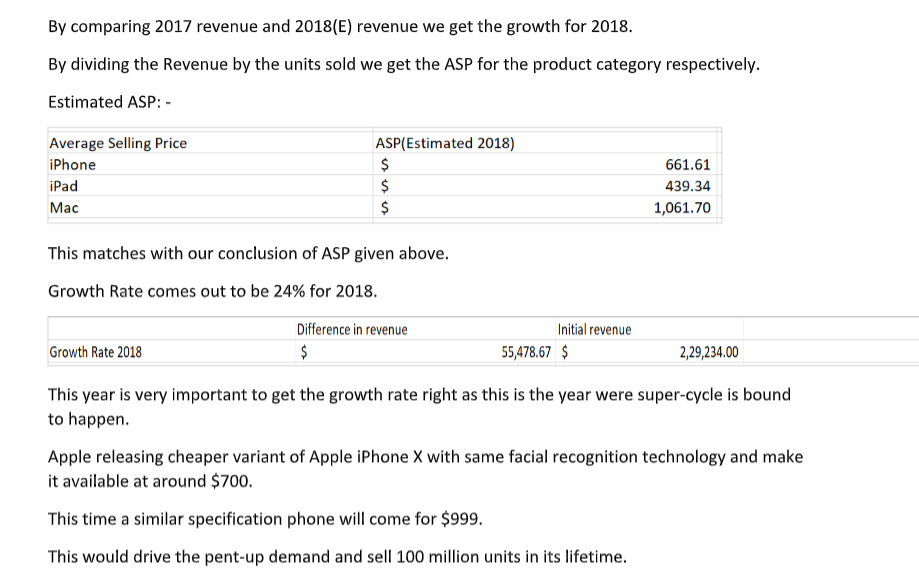 By comparing 2017 revenue and 2018(E) revenue we get the growth for 2018.
By dividing the Revenue by the units sold we get the ASP for the product category respectively.
Estimated ASP: -
Average Selling Price ASP(Estimated 2018)
iPhone $ 661.61
iPad $ 439.34
Mac $ 1,061.70
This matches with our conclusion of ASP given above.
Growth Rate comes out to be 24% for 2018.
Difference in revenue Initial revenue
Growth Rate 2018 $ 55,478.67 $ 2,29,234.00
This year is very important to get the growth rate right as this is the year were super-cycle is bound
to happen.
Apple releasing cheaper variant of Apple iPhone X with same facial recognition technology and make
it available at around $700.
This time a similar specification phone will come for $999.
This would drive the pent-up demand and sell 100 million units in its lifetime.